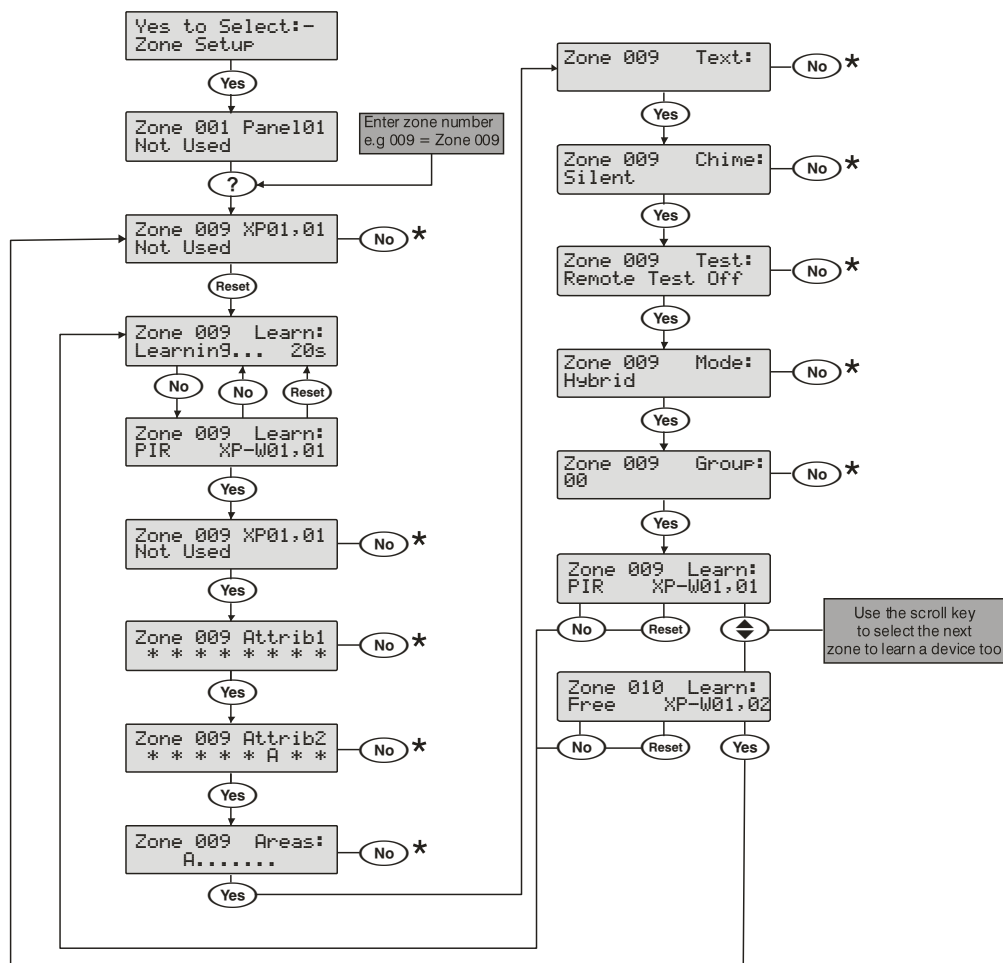 Yes to Select:-
Zone Setup
Yes
Zone 001 Panel01
Not Used
Enter zone number
e.g 009 = Zone 009
?
Zone 009 XP01,01
Not Used
No *
Reset
Zone 009 Learn:
Learning... 20s
No
No
Reset
Zone 009 Learn:
PIR XP-W01,01
Yes
Zone 009 XP01,01
Not Used
No *
Yes
Zone 009 Attrib1
* * * * * * * *
No *
Yes
Zone 009 Attrib2
* * * * * A * *
No *
Yes
Zone 009 Areas:
A.......
No *
Yes
Zone 009 Text:
No *
Yes
Zone 009 Chime:
Silent
No *
Yes
Zone 009 Test:
Remote Test Off
No *
Yes
Zone 009 Mode:
Hybrid
No *
Yes
Zone 009 Group:
00
No *
Yes
Zone 009 Learn:
PIR XP-W01,01
No
Reset
Use the scroll key
to select the next
zone to learn a device too
Zone 010 Learn:
Free XP-W01,02
No
Reset
Yes